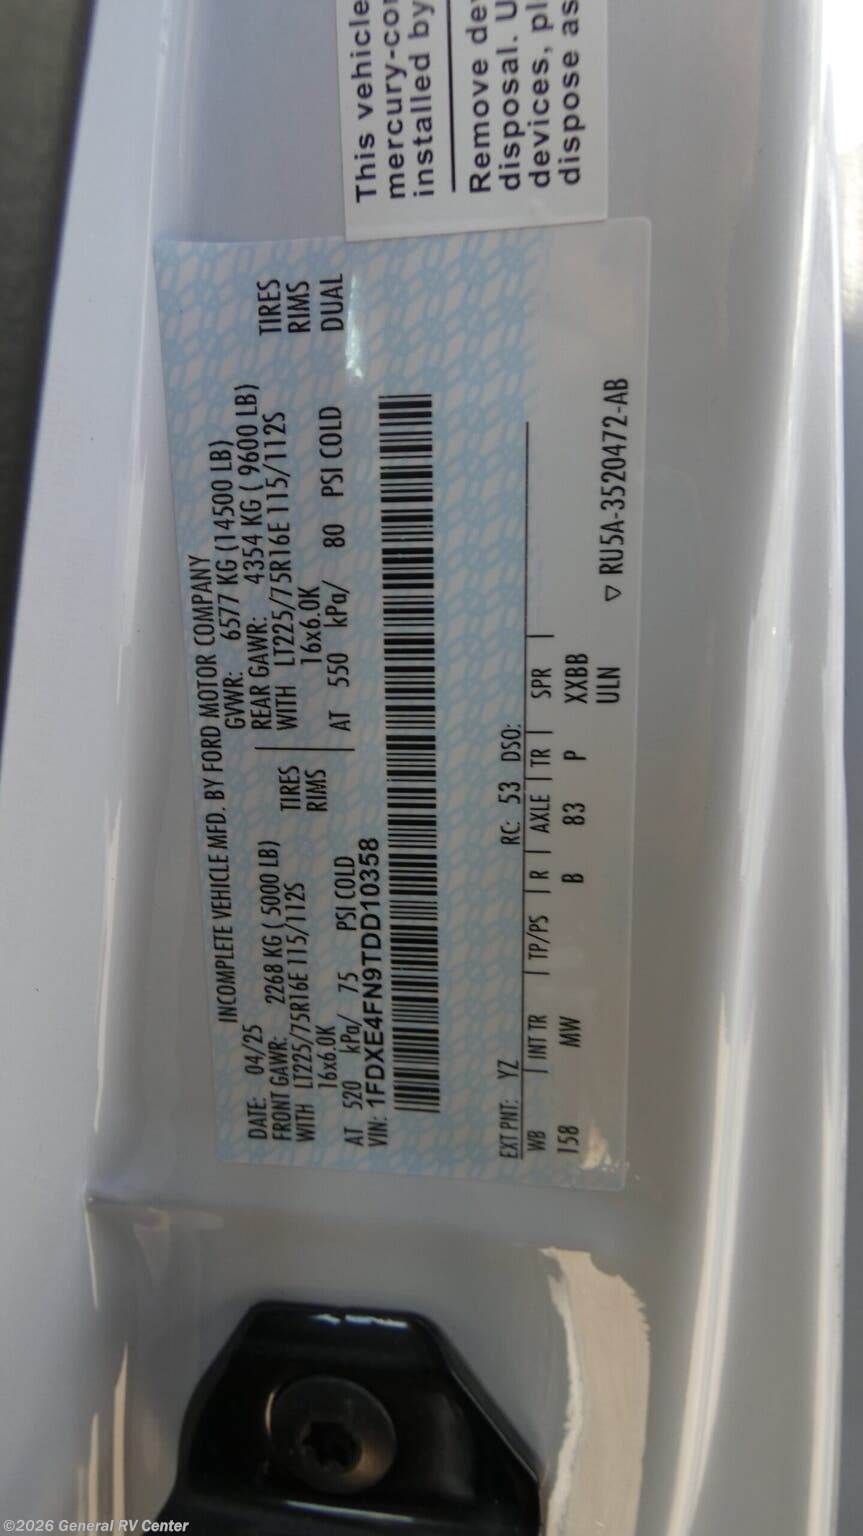 This vehicle
mercury-co
installed by
Remove de
disposal. U
devices, pl
dispose as
INCOMPLETE VEHICLE MFD. BY FORD MOTOR COMPANY
DATE: 04/25 GVWR: 6577 KG (14500 LB)
FRONT GAWR: 2268 KG ( 5000 LB) REAR GAWR: 4354 KG ( 9600 LB)
WITH LT225/75R16E 115/112S TIRES WITH LT225/75R16E 115/112S TIRES
16x6.0K RIMS 16x6.0K RIMS
AT 520 kPa/ 75 PSI COLD AT 550 kPa/ 80 PSI COLD DUAL
VIN: 1FDXE4FN9TDD10358
EXT PNT: YZ RC: 53 DSO:
WB INT TR TP/PS R AXLE TR SPR
158 MW B 83 P XXBB
ULN
▽ RU5A-3520472-AB
©2026 General RV Center